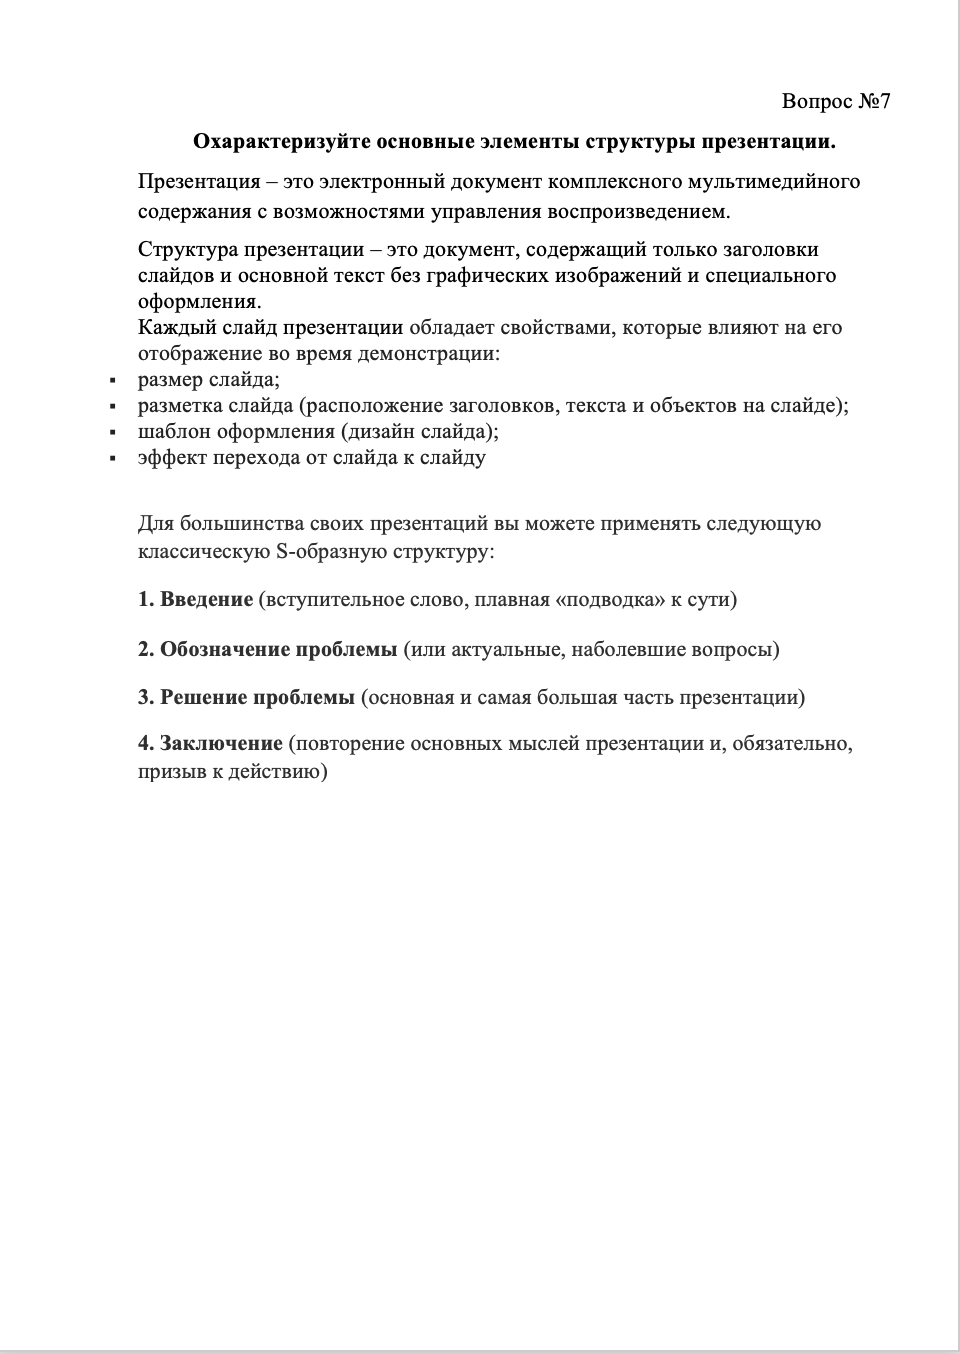 Вопрос №7
Охарактеризуйте основные элементы структуры презентации.
Презентация – это электронный документ комплексного мультимедийного
содержания с возможностями управления воспроизведением.
Структура презентации – это документ, содержащий только заголовки
слайдов и основной текст без графических изображений и специального
оформления.
Каждый слайд презентации обладает свойствами, которые влияют на его
отображение во время демонстрации:
▪ размер слайда;
▪ разметка слайда (расположение заголовков, текста и объектов на слайде);
▪ шаблон оформления (дизайн слайда);
▪ эффект перехода от слайда к слайду
Для большинства своих презентаций вы можете применять следующую
классическую S-образную структуру:
1. Введение (вступительное слово, плавная «подводка» к сути)
2. Обозначение проблемы (или актуальные, наболевшие вопросы)
3. Решение проблемы (основная и самая большая часть презентации)
4. Заключение (повторение основных мыслей презентации и, обязательно,
призыв к действию)